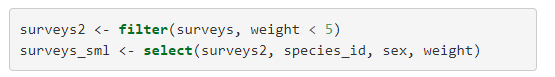 surveys2 <- filter(surveys, weight < 5)
surveys_sml <- select(surveys2, species_id, sex, weight)